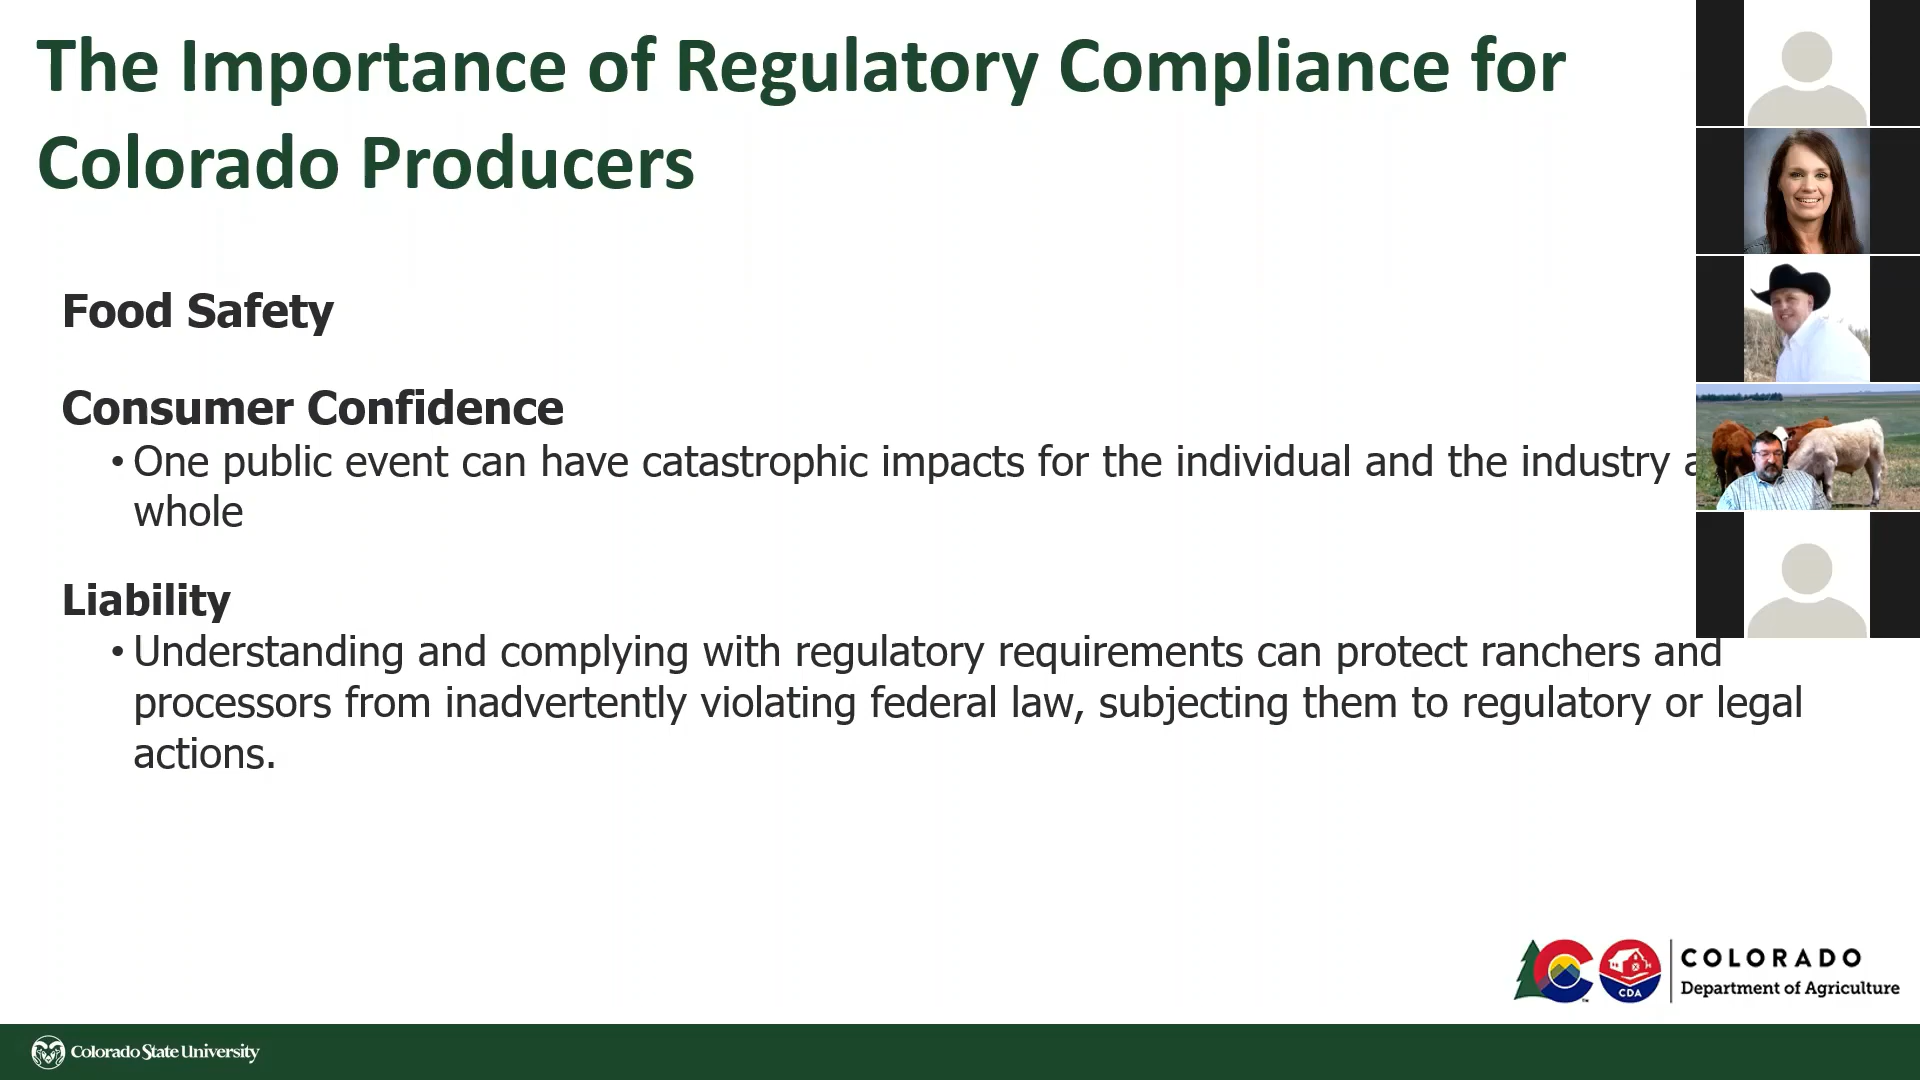 The Importance of Regulatory Compliance for
Colorado Producers
Food Safety
Consumer Confidence
• One public event can have catastrophic impacts for the individual and the industry
whole
Liability
• Understanding and complying with regulatory requirements can protect ranchers and
processors from inadvertently violating federal law, subjecting them to regulatory or legal
actions.
CDA
COLORADO
Department of Agriculture
Colorado State University